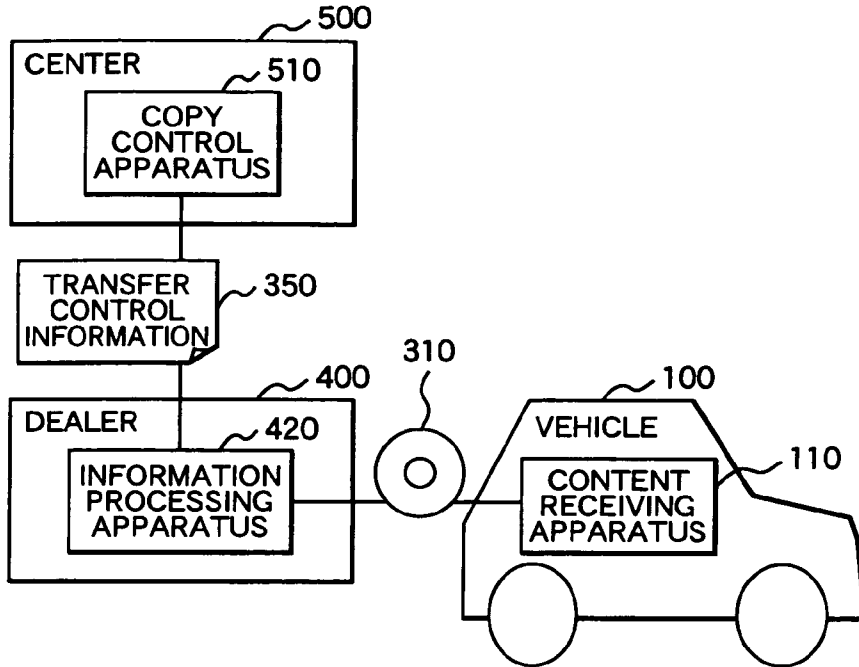 500
CENTER
510
COPY
CONTROL
APPARATUS
TRANSFER
CONTROL
INFORMATION
350
400
DEALER
420
INFORMATION
PROCESSING
APPARATUS
310
100
VEHICLE
110
CONTENT
RECEIVING
APPARATUS